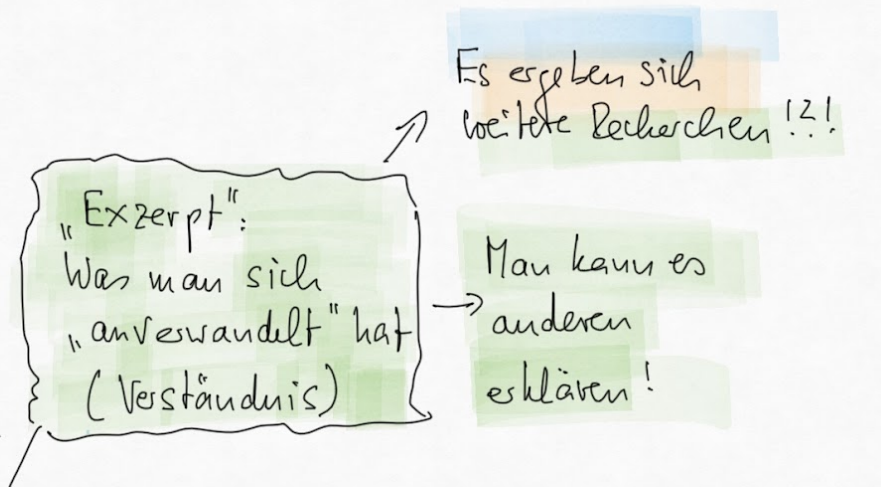 Es ergeben sich
weitere Recherchen !?!
„Exzerpt“:
Was man sich
„anverwandelt“ hat
(Verständnis)
Man kann es
anderen
erklären!